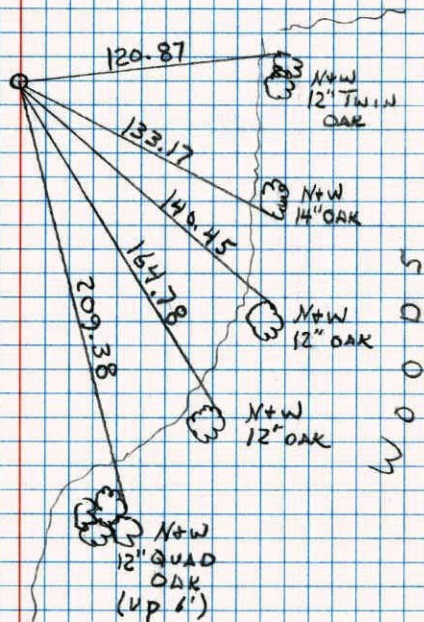 120.87
N+W
12" TWIN
OAK
133.17
N+W
14" OAK
140.45
N+W
12" OAK
164.78
N+W
12" OAK
209.38
N+W
12" QUAD
OAK
(UP 6')
WOODS